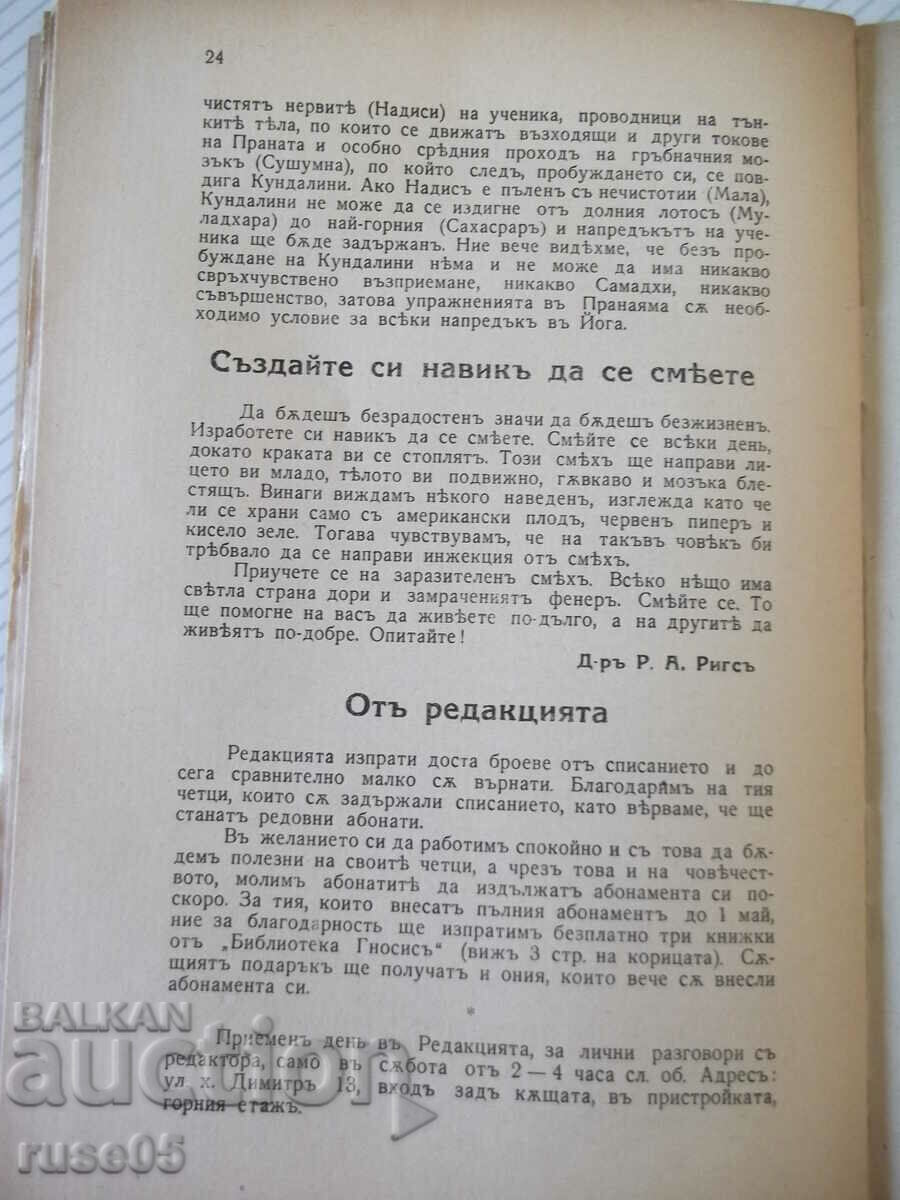 24
чистятъ нервитѣ (Надиси) на ученика, проводници на тън-
китѣ тѣла, по които се движатъ възходящи и други токове
на Праната и особно срѣдния проходъ на гръбначния мо-
зъкъ (Сушумна), по който следъ, пробуждането си, се пов-
дига Кундалини. Ако Надисъ е пъленъ съ нечистотии (Мала),
Кундалини не може да се издигне отъ долния лотосъ (Му-
ладхара) до най-горния (Сахасраръ) и напредъкътъ на уче-
ника ще бѫде задържанъ. Ние вече видѣхме, че безъ про-
буждане на Кундалини нѣма и не може да има никакво
свръхчувствено възприемане, никакво Самадхи, никакво
съвършенство, затова упражненията въ Пранаяма сѫ необ-
ходимо условие за всѣки напредъкъ въ Йога.
Създайте си навикъ да се смѣете
Да бѫдешъ безрадостенъ значи да бѫдешъ безжизненъ.
Изработете си навикъ да се смѣете. Смѣйте се всѣки день,
докато краката ви се стоплятъ. Този смѣхъ ще направи ли-
цето ви младо, тѣлото ви подвижно, гѫвкаво и мозъка бле-
стящъ. Винаги виждамъ нѣкого наведенъ, изглежда като че
ли се храни само съ американски плодъ, червенъ пиперъ и
кисело зеле. Тогава чувствувамъ, че на такъвъ човѣкъ би
трѣбвало да се направи инжекция отъ смѣхъ.
Приучете се на заразителенъ смѣхъ. Всѣко нѣщо има
свѣтла страна дори и замрачениятъ фенеръ. Смѣйте се. То
ще помогне на васъ да живѣете по-дълго, а на другитѣ да
живѣятъ по-добре. Опитайте!
Д-ръ Р. А. Ригсъ
Отъ редакцията
Редакцията изпрати доста броеве отъ списанието и до
сега сравнително малко сѫ върнати. Благодаримъ на тия
четци, които сѫ задържали списанието, като вѣрваме, че ще
станатъ редовни абонати.
Въ желанието си да работимъ спокойно и съ това да бѫ-
демъ полезни на своитѣ четци, а чрезъ това и на човѣчест-
вото, молимъ абонатитѣ да издължатъ абонамента си по-
скоро. За тия, които внесатъ пълния абонаментъ до 1 май,
ние за благодарность ще изпратимъ безплатно три книжки
отъ „Библиотека Гносисъ“ (вижъ 3 стр. на корицата). Сѫ-
щиятъ подаръкъ ще получатъ и ония, които вече сѫ внесли
абонамента си.
*
Приеменъ день въ Редакцията, за лични разговори съ
редактора, само въ сѫбота отъ 2—4 часа сл. об. Адресъ:
ул х. Димитръ 13, входъ задъ кѫщата, въ пристройката,
горния етажъ.
BALKAN
auction
ruse05